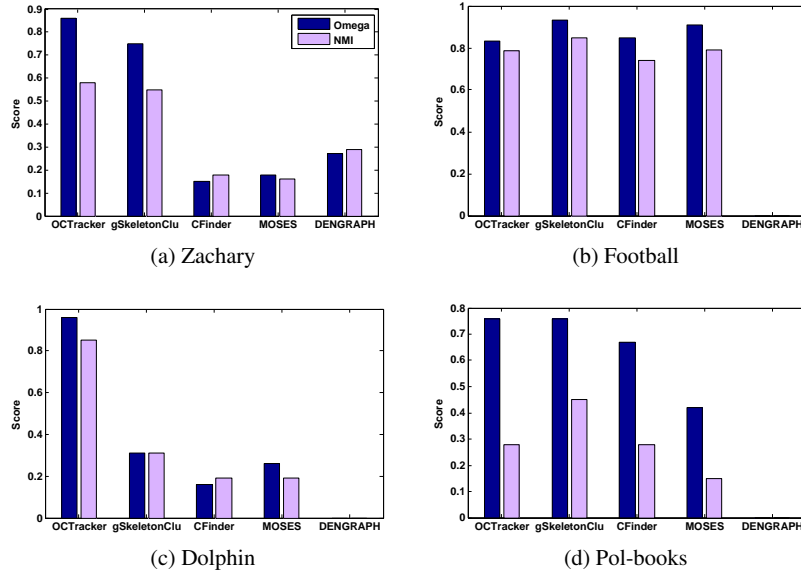 0.9
0.8
0.7
0.6
0.5
0.4
0.3
0.2
0.1
0
Score
Omega
NMI
OCTracker gSkeletonClu CFinder MOSES DENGRAPH
(a) Zachary
1
0.8
0.6
0.4
0.2
0
Score
OCTracker gSkeletonClu CFinder MOSES DENGRAPH
(b) Football
1
0.8
0.6
0.4
0.2
0
Score
OCTracker gSkeletonClu CFinder MOSES DENGRAPH
(c) Dolphin
0.8
0.7
0.6
0.5
0.4
0.3
0.2
0.1
0
Score
OCTracker gSkeletonClu CFinder MOSES DENGRAPH
(d) Pol-books